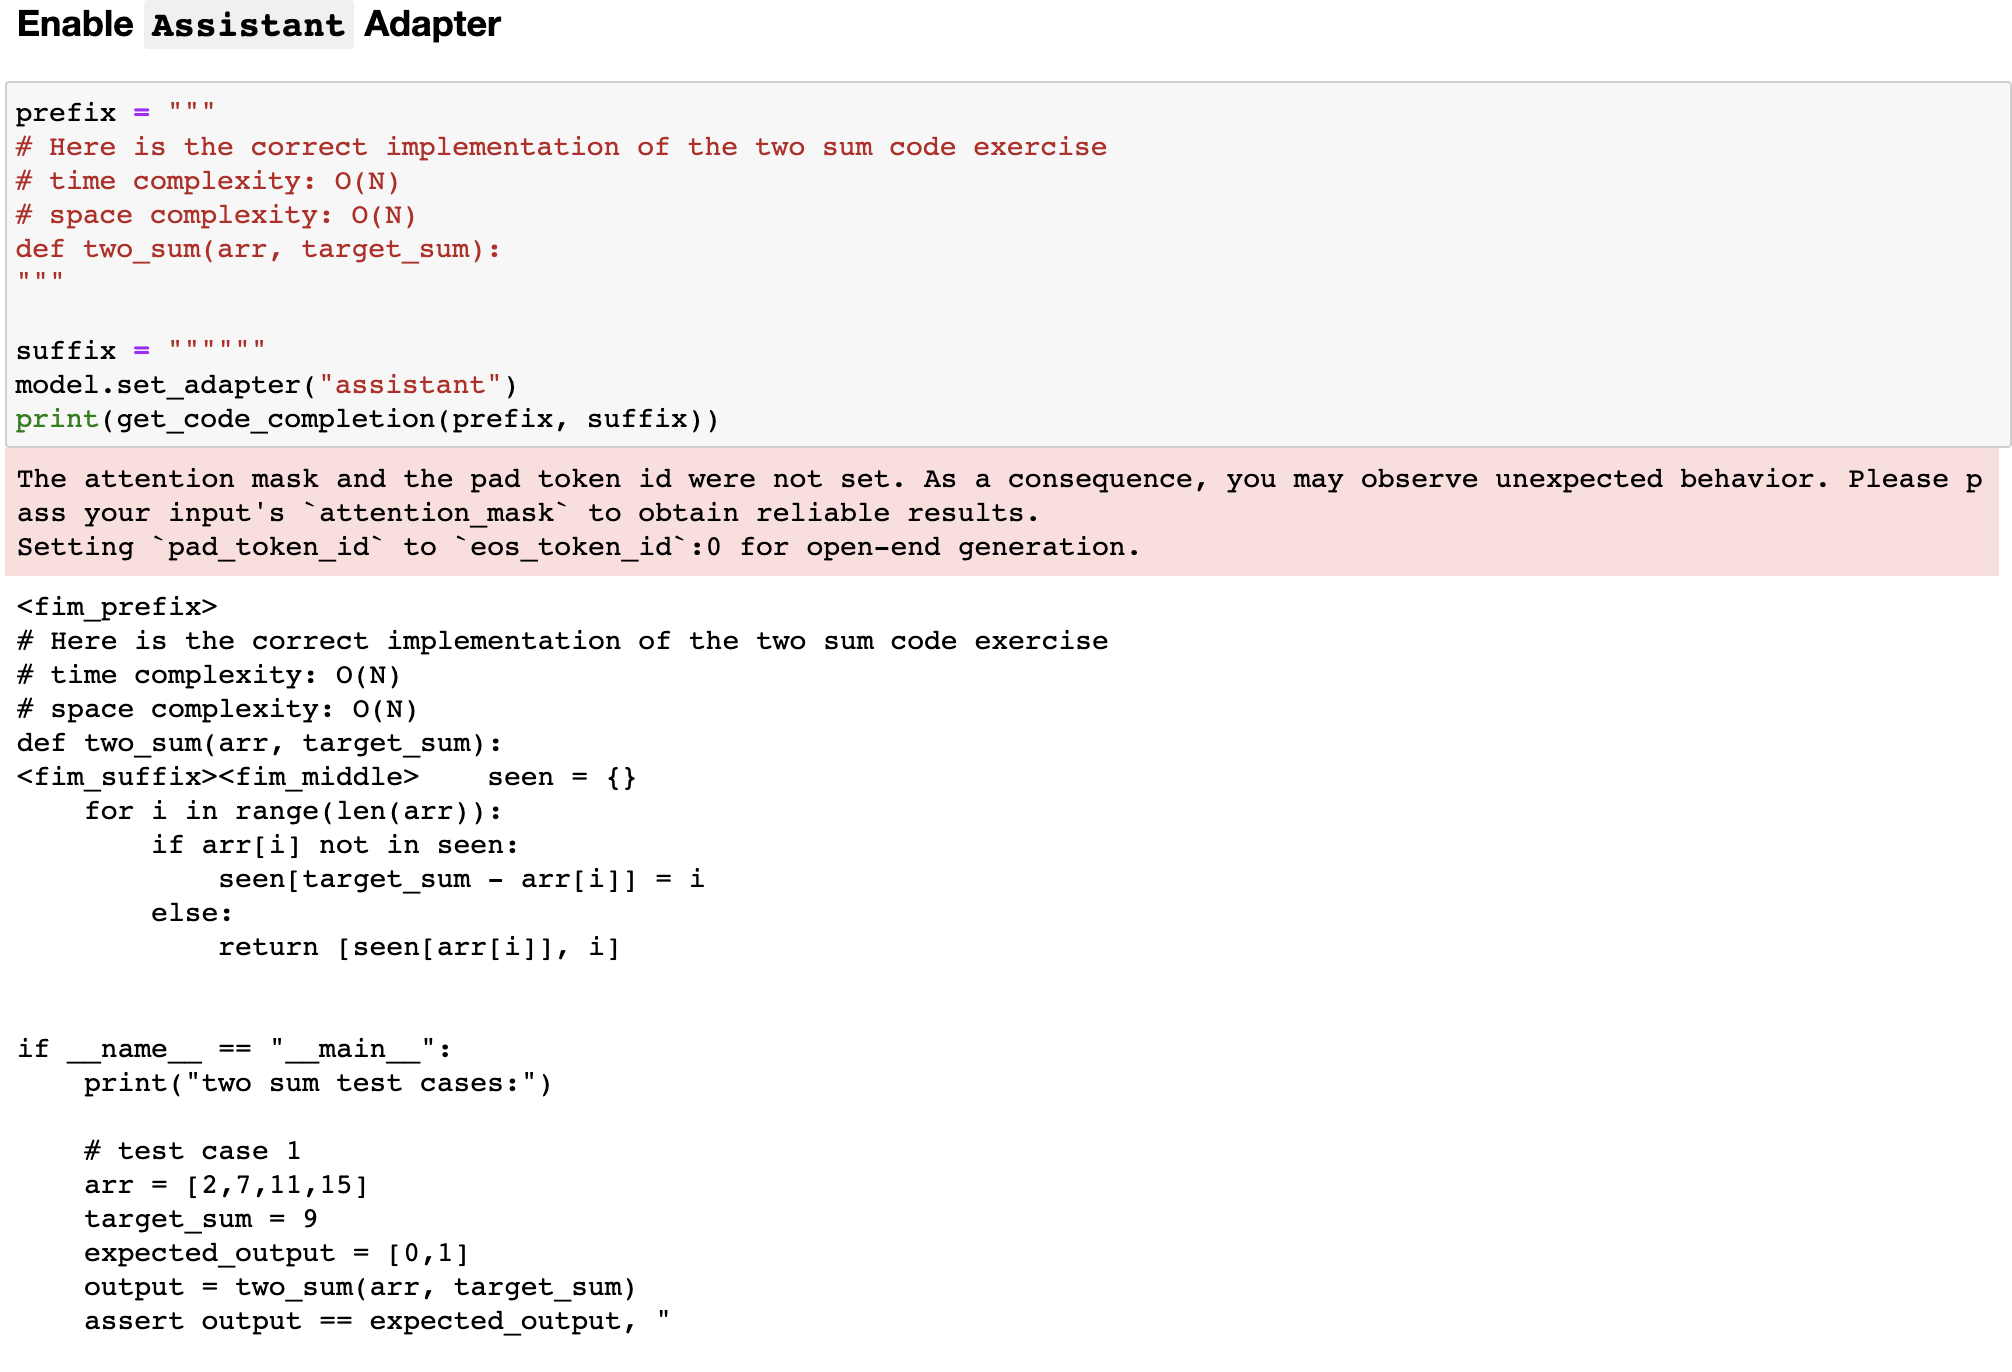 Enable Assistant Adapter
prefix = """
# Here is the correct implementation of the two sum code exercise
# time complexity: O(N)
# space complexity: O(N)
def two_sum(arr, target_sum):
"""
suffix = """"""
model.set_adapter("assistant")
print(get_code_completion(prefix, suffix))
The attention mask and the pad token id were not set. As a consequence, you may observe unexpected behavior. Please p
ass your input's `attention_mask` to obtain reliable results.
Setting `pad_token_id` to `eos_token_id`:0 for open-end generation.
<fim_prefix>
# Here is the correct implementation of the two sum code exercise
# time complexity: O(N)
# space complexity: O(N)
def two_sum(arr, target_sum):
<fim_suffix><fim_middle>    seen = {}
    for i in range(len(arr)):
        if arr[i] not in seen:
            seen[target_sum - arr[i]] = i
        else:
            return [seen[arr[i]], i]
if __name__ == "__main__":
    print("two sum test cases:")
    # test case 1
    arr = [2,7,11,15]
    target_sum = 9
    expected_output = [0,1]
    output = two_sum(arr, target_sum)
    assert output == expected_output, "